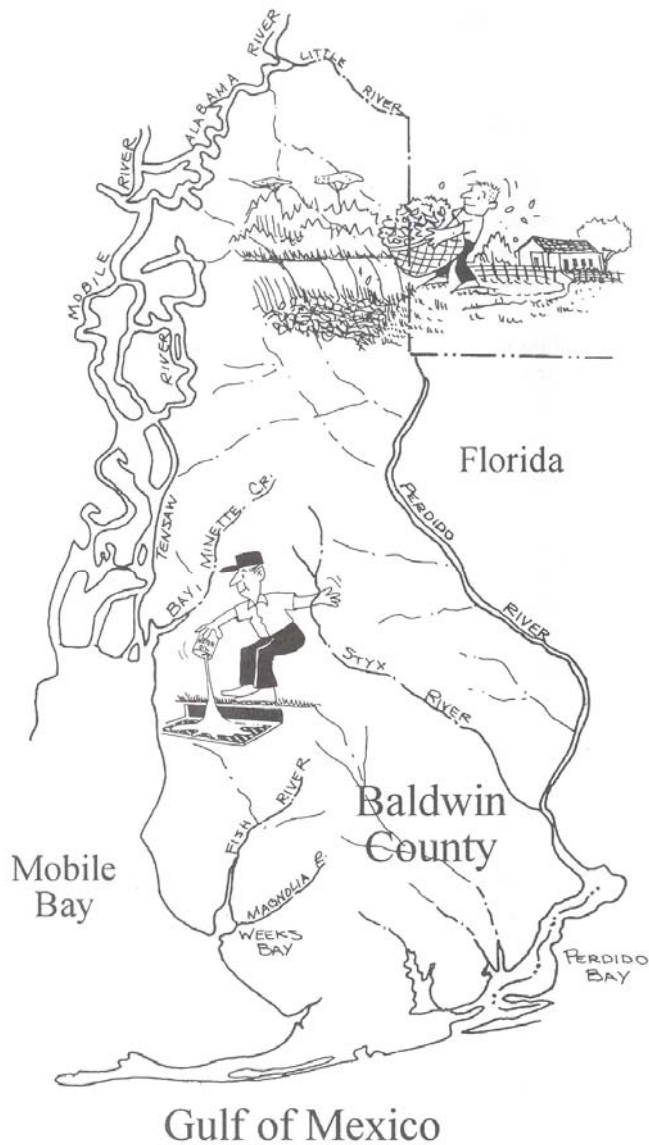 ALABAMA RIVER
LITTLE RIVER
MOBILE RIVER
TENSAW RIVER
BAY MINETTE CR.
Florida
PERDIDO RIVER
STYX RIVER
FISH RIVER
Baldwin
County
MAGNOLIA R.
WEEKS
BAY
Mobile
Bay
PERDIDO
BAY
Gulf of Mexico